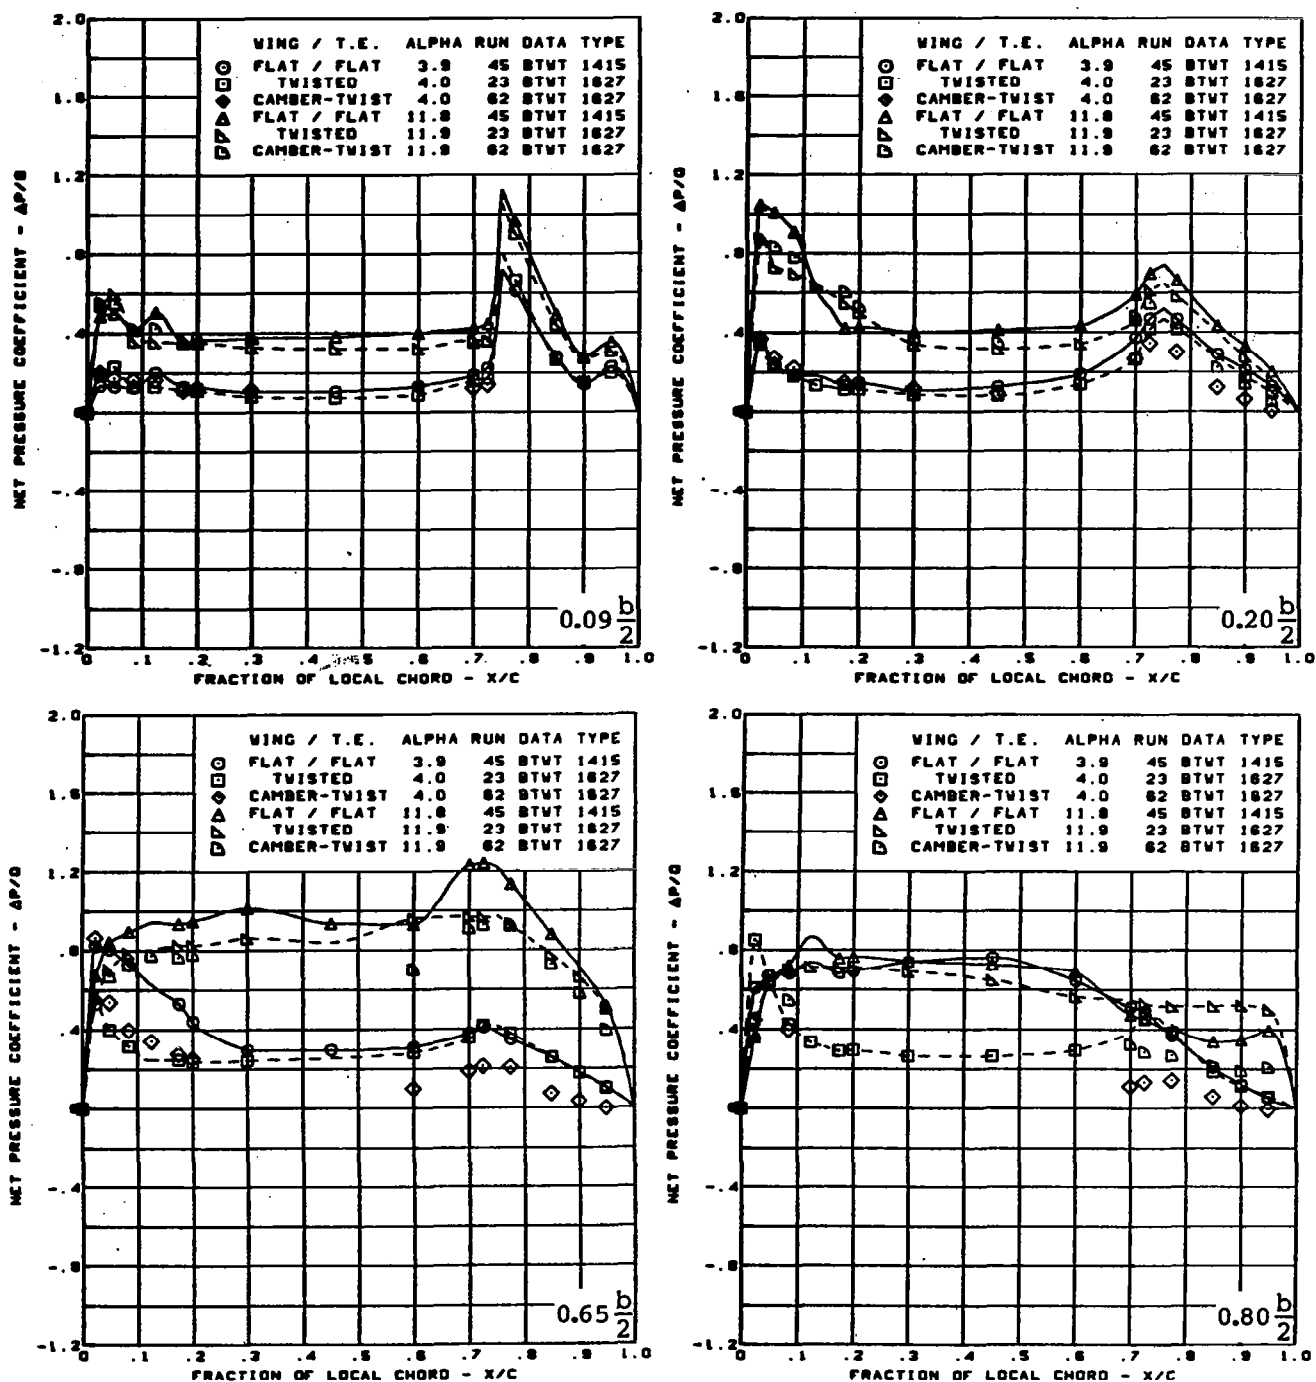 2.0
1.6
1.2
.8
.4
0
-.4
-.8
-1.2
NET PRESSURE COEFFICIENT - ΔP/Q
WING / T.E. ALPHA RUN DATA TYPE
FLAT / FLAT 3.9 45 BTWT 1415
TWISTED 4.0 23 BTWT 1627
CAMBER-TWIST 4.0 62 BTWT 1627
FLAT / FLAT 11.8 45 BTWT 1415
TWISTED 11.9 23 BTWT 1627
CAMBER-TWIST 11.9 62 BTWT 1627
0.09 b/2
0 .1 .2 .3 .4 .5 .6 .7 .8 .9 1.0
FRACTION OF LOCAL CHORD - X/C
2.0
1.6
1.2
.8
.4
0
-.4
-.8
-1.2
NET PRESSURE COEFFICIENT - ΔP/Q
WING / T.E. ALPHA RUN DATA TYPE
FLAT / FLAT 3.9 45 BTWT 1415
TWISTED 4.0 23 BTWT 1627
CAMBER-TWIST 4.0 62 BTWT 1627
FLAT / FLAT 11.8 45 BTWT 1415
TWISTED 11.9 23 BTWT 1627
CAMBER-TWIST 11.9 62 BTWT 1627
0.20 b/2
0 .1 .2 .3 .4 .5 .6 .7 .8 .9 1.0
FRACTION OF LOCAL CHORD - X/C
2.0
1.6
1.2
.8
.4
0
-.4
-.8
-1.2
NET PRESSURE COEFFICIENT - ΔP/Q
WING / T.E. ALPHA RUN DATA TYPE
FLAT / FLAT 3.9 45 BTWT 1415
TWISTED 4.0 23 BTWT 1627
CAMBER-TWIST 4.0 62 BTWT 1627
FLAT / FLAT 11.8 45 BTWT 1415
TWISTED 11.9 23 BTWT 1627
CAMBER-TWIST 11.9 62 BTWT 1627
0.65 b/2
0 .1 .2 .3 .4 .5 .6 .7 .8 .9 1.0
FRACTION OF LOCAL CHORD - X/C
2.0
1.6
1.2
.8
.4
0
-.4
-.8
-1.2
NET PRESSURE COEFFICIENT - ΔP/Q
WING / T.E. ALPHA RUN DATA TYPE
FLAT / FLAT 3.9 45 BTWT 1415
TWISTED 4.0 23 BTWT 1627
CAMBER-TWIST 4.0 62 BTWT 1627
FLAT / FLAT 11.8 45 BTWT 1415
TWISTED 11.9 23 BTWT 1627
CAMBER-TWIST 11.9 62 BTWT 1627
0.80 b/2
0 .1 .2 .3 .4 .5 .6 .7 .8 .9 1.0
FRACTION OF LOCAL CHORD - X/C